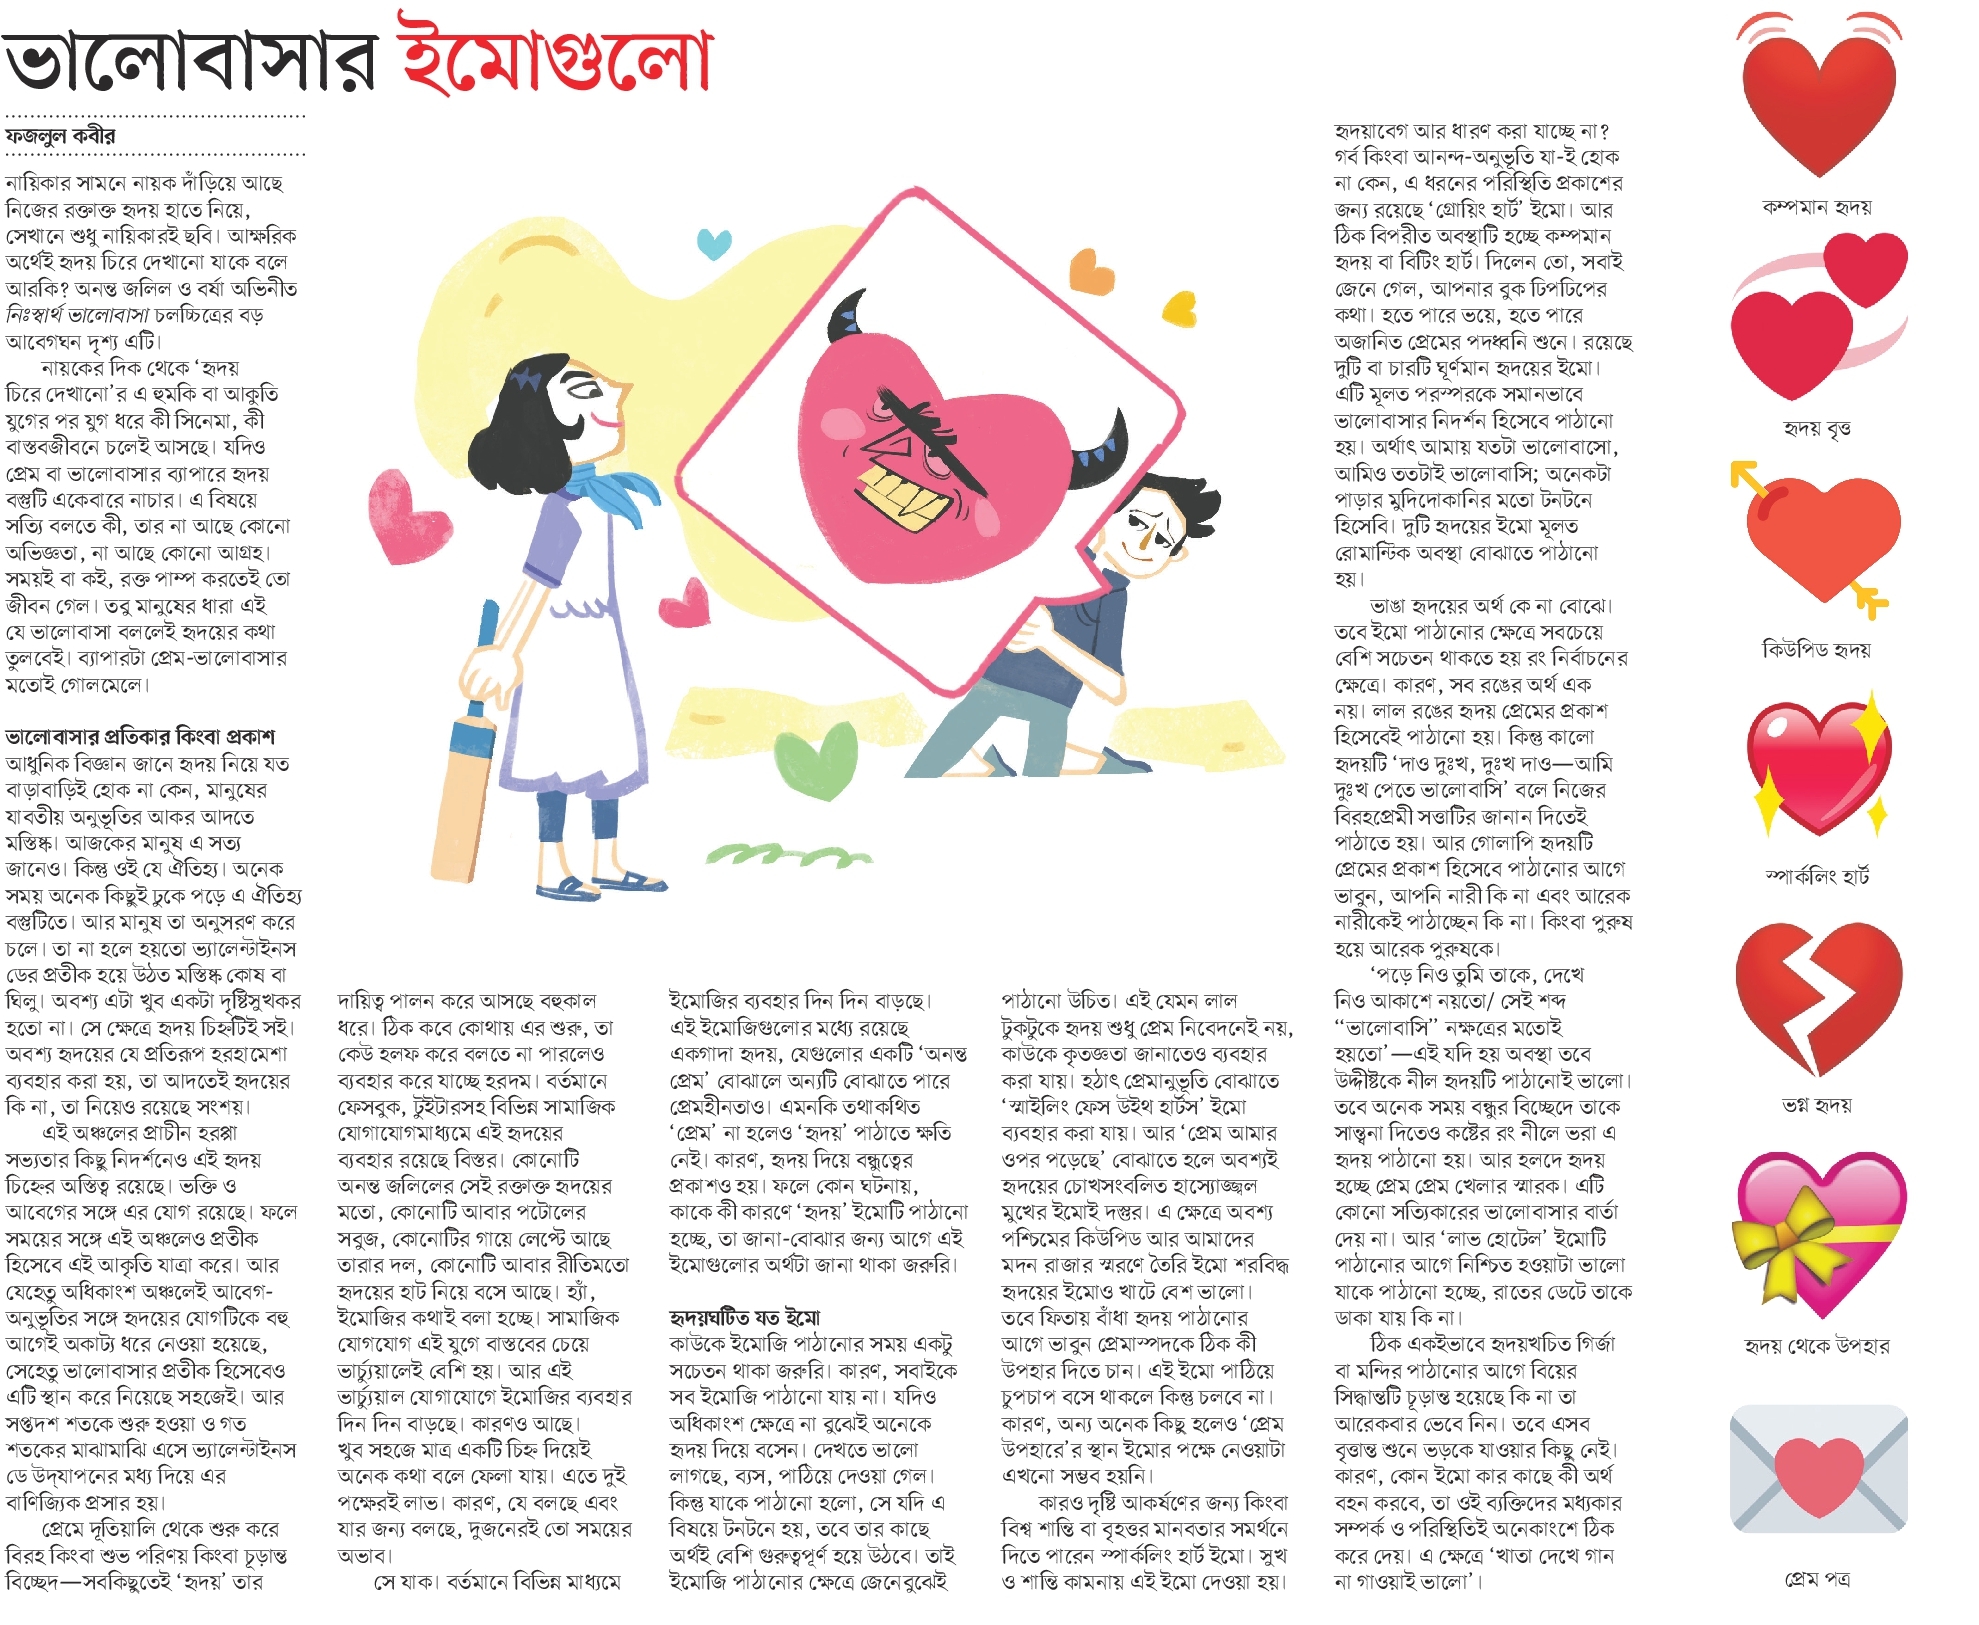 ভালোবাসার ইমোগুলো
ফজলুল কবীর
নায়িকার সামনে নায়ক দাঁড়িয়ে আছে
নিজের রক্তাক্ত হৃদয় হাতে নিয়ে,
সেখানে শুধু নায়িকারই ছবি। আক্ষরিক
অর্থেই হৃদয় চিরে দেখানো যাকে বলে
আরকি? অনন্ত জলিল ও বর্ষা অভিনীত
নিঃস্বার্থ ভালোবাসা চলচ্চিত্রের বড়
আবেগঘন দৃশ্য এটি।
নায়কের দিক থেকে ‘হৃদয়
চিরে দেখানো’র এ হুমকি বা আকুতি
যুগের পর যুগ ধরে কী সিনেমা, কী
বাস্তবজীবনে চলেই আসছে। যদিও
প্রেম বা ভালোবাসার ব্যাপারে হৃদয়
বস্তুটি একেবারে নাচার। এ বিষয়ে
সত্যি বলতে কী, তার না আছে কোনো
অভিজ্ঞতা, না আছে কোনো আগ্রহ।
সময়ই বা কই, রক্ত পাম্প করতেই তো
জীবন গেল। তবু মানুষের ধারা এই
যে ভালোবাসা বললেই হৃদয়ের কথা
তুলবেই। ব্যাপারটা প্রেম-ভালোবাসার
মতোই গোলমেলে।
ভালোবাসার প্রতিকার কিংবা প্রকাশ
আধুনিক বিজ্ঞান জানে হৃদয় নিয়ে যত
বাড়াবাড়িই হোক না কেন, মানুষের
যাবতীয় অনুভূতির আকর আদতে
মস্তিষ্ক। আজকের মানুষ এ সত্য
জানেও। কিন্তু ওই যে ঐতিহ্য। অনেক
সময় অনেক কিছুই ঢুকে পড়ে এ ঐতিহ্য
বস্তুটিতে। আর মানুষ তা অনুসরণ করে
চলে। তা না হলে হয়তো ভ্যালেন্টাইনস
ডের প্রতীক হয়ে উঠত মস্তিষ্ক কোষ বা
ঘিলু। অবশ্য এটা খুব একটা দৃষ্টিসুখকর
হতো না। সে ক্ষেত্রে হৃদয় চিহ্নটিই সই।
অবশ্য হৃদয়ের যে প্রতিরূপ হরহামেশা
ব্যবহার করা হয়, তা আদতেই হৃদয়ের
কি না, তা নিয়েও রয়েছে সংশয়।
এই অঞ্চলের প্রাচীন হরপ্পা
সভ্যতার কিছু নিদর্শনেও এই হৃদয়
চিহ্নের অস্তিত্ব রয়েছে। ভক্তি ও
আবেগের সঙ্গে এর যোগ রয়েছে। ফলে
সময়ের সঙ্গে এই অঞ্চলেও প্রতীক
হিসেবে এই আকৃতি যাত্রা করে। আর
যেহেতু অধিকাংশ অঞ্চলেই আবেগ-
অনুভূতির সঙ্গে হৃদয়ের যোগটিকে বহু
আগেই অকাট্য ধরে নেওয়া হয়েছে,
সেহেতু ভালোবাসার প্রতীক হিসেবেও
এটি স্থান করে নিয়েছে সহজেই। আর
সপ্তদশ শতকে শুরু হওয়া ও গত
শতকের মাঝামাঝি এসে ভ্যালেন্টাইনস
ডে উদ্‌যাপনের মধ্য দিয়ে এর
বাণিজ্যিক প্রসার হয়।
প্রেমে দূতিয়ালি থেকে শুরু করে
বিরহ কিংবা শুভ পরিণয় কিংবা চূড়ান্ত
বিচ্ছেদ—সবকিছুতেই ‘হৃদয়’ তার
দায়িত্ব পালন করে আসছে বহুকাল
ধরে। ঠিক কবে কোথায় এর শুরু, তা
কেউ হলফ করে বলতে না পারলেও
ব্যবহার করে যাচ্ছে হরদম। বর্তমানে
ফেসবুক, টুইটারসহ বিভিন্ন সামাজিক
যোগাযোগমাধ্যমে এই হৃদয়ের
ব্যবহার রয়েছে বিস্তর। কোনোটি
অনন্ত জলিলের সেই রক্তাক্ত হৃদয়ের
মতো, কোনোটি আবার পটোলের
সবুজ, কোনোটির গায়ে লেপ্টে আছে
তারার দল, কোনোটি আবার রীতিমতো
হৃদয়ের হাট নিয়ে বসে আছে। হ্যাঁ,
ইমোজির কথাই বলা হচ্ছে। সামাজিক
যোগযোগ এই যুগে বাস্তবের চেয়ে
ভার্চ্যুয়ালেই বেশি হয়। আর এই
ভার্চ্যুয়াল যোগাযোগে ইমোজির ব্যবহার
দিন দিন বাড়ছে। কারণও আছে।
খুব সহজে মাত্র একটি চিহ্ন দিয়েই
অনেক কথা বলে ফেলা যায়। এতে দুই
পক্ষেরই লাভ। কারণ, যে বলছে এবং
যার জন্য বলছে, দুজনেরই তো সময়ের
অভাব।
সে যাক। বর্তমানে বিভিন্ন মাধ্যমে
ইমোজির ব্যবহার দিন দিন বাড়ছে।
এই ইমোজিগুলোর মধ্যে রয়েছে
একগাদা হৃদয়, যেগুলোর একটি ‘অনন্ত
প্রেম’ বোঝালে অন্যটি বোঝাতে পারে
প্রেমহীনতাও। এমনকি তথাকথিত
‘প্রেম’ না হলেও ‘হৃদয়’ পাঠাতে ক্ষতি
নেই। কারণ, হৃদয় দিয়ে বন্ধুত্বের
প্রকাশও হয়। ফলে কোন ঘটনায়,
কাকে কী কারণে ‘হৃদয়’ ইমোটি পাঠানো
হচ্ছে, তা জানা-বোঝার জন্য আগে এই
ইমোগুলোর অর্থটা জানা থাকা জরুরি।
হৃদয়ঘটিত যত ইমো
কাউকে ইমোজি পাঠানোর সময় একটু
সচেতন থাকা জরুরি। কারণ, সবাইকে
সব ইমোজি পাঠানো যায় না। যদিও
অধিকাংশ ক্ষেত্রে না বুঝেই অনেকে
হৃদয় দিয়ে বসেন। দেখতে ভালো
লাগছে, ব্যস, পাঠিয়ে দেওয়া গেল।
কিন্তু যাকে পাঠানো হলো, সে যদি এ
বিষয়ে টনটনে হয়, তবে তার কাছে
অর্থই বেশি গুরুত্বপূর্ণ হয়ে উঠবে। তাই
ইমোজি পাঠানোর ক্ষেত্রে জেনেবুঝেই
পাঠানো উচিত। এই যেমন লাল
টুকটুকে হৃদয় শুধু প্রেম নিবেদনেই নয়,
কাউকে কৃতজ্ঞতা জানাতেও ব্যবহার
করা যায়। হঠাৎ প্রেমানুভূতি বোঝাতে
‘স্মাইলিং ফেস উইথ হার্টস’ ইমো
ব্যবহার করা যায়। আর ‘প্রেম আমার
ওপর পড়েছে’ বোঝাতে হলে অবশ্যই
হৃদয়ের চোখসংবলিত হাস্যোজ্জ্বল
মুখের ইমোই দস্তুর। এ ক্ষেত্রে অবশ্য
পশ্চিমের কিউপিড আর আমাদের
মদন রাজার স্মরণে তৈরি ইমো শরবিদ্ধ
হৃদয়ের ইমোও খাটে বেশ ভালো।
তবে ফিতায় বাঁধা হৃদয় পাঠানোর
আগে ভাবুন প্রেমাস্পদকে ঠিক কী
উপহার দিতে চান। এই ইমো পাঠিয়ে
চুপচাপ বসে থাকলে কিন্তু চলবে না।
কারণ, অন্য অনেক কিছু হলেও ‘প্রেম
উপহারে’র স্থান ইমোর পক্ষে নেওয়াটা
এখনো সম্ভব হয়নি।
কারও দৃষ্টি আকর্ষণের জন্য কিংবা
বিশ্ব শান্তি বা বৃহত্তর মানবতার সমর্থনে
দিতে পারেন স্পার্কলিং হার্ট ইমো। সুখ
ও শান্তি কামনায় এই ইমো দেওয়া হয়।
হৃদয়াবেগ আর ধারণ করা যাচ্ছে না?
গর্ব কিংবা আনন্দ-অনুভূতি যা-ই হোক
না কেন, এ ধরনের পরিস্থিতি প্রকাশের
জন্য রয়েছে ‘গ্রোয়িং হার্ট’ ইমো। আর
ঠিক বিপরীত অবস্থাটি হচ্ছে কম্পমান
হৃদয় বা বিটিং হার্ট। দিলেন তো, সবাই
জেনে গেল, আপনার বুক ঢিপঢিপের
কথা। হতে পারে ভয়ে, হতে পারে
অজানিত প্রেমের পদধ্বনি শুনে। রয়েছে
দুটি বা চারটি ঘূর্ণমান হৃদয়ের ইমো।
এটি মূলত পরস্পরকে সমানভাবে
ভালোবাসার নিদর্শন হিসেবে পাঠানো
হয়। অর্থাৎ আমায় যতটা ভালোবাসো,
আমিও ততটাই ভালোবাসি; অনেকটা
পাড়ার মুদিদোকানির মতো টনটনে
হিসেবি। দুটি হৃদয়ের ইমো মূলত
রোমান্টিক অবস্থা বোঝাতে পাঠানো
হয়।
ভাঙা হৃদয়ের অর্থ কে না বোঝে।
তবে ইমো পাঠানোর ক্ষেত্রে সবচেয়ে
বেশি সচেতন থাকতে হয় রং নির্বাচনের
ক্ষেত্রে। কারণ, সব রঙের অর্থ এক
নয়। লাল রঙের হৃদয় প্রেমের প্রকাশ
হিসেবেই পাঠানো হয়। কিন্তু কালো
হৃদয়টি ‘দাও দুঃখ, দুঃখ দাও—আমি
দুঃখ পেতে ভালোবাসি’ বলে নিজের
বিরহপ্রেমী সত্তাটির জানান দিতেই
পাঠাতে হয়। আর গোলাপি হৃদয়টি
প্রেমের প্রকাশ হিসেবে পাঠানোর আগে
ভাবুন, আপনি নারী কি না এবং আরেক
নারীকেই পাঠাচ্ছেন কি না। কিংবা পুরুষ
হয়ে আরেক পুরুষকে।
‘পড়ে নিও তুমি তাকে, দেখে
নিও আকাশে নয়তো/ সেই শব্দ
“ভালোবাসি” নক্ষত্রের মতোই
হয়তো’—এই যদি হয় অবস্থা তবে
উদ্দীষ্টকে নীল হৃদয়টি পাঠানোই ভালো।
তবে অনেক সময় বন্ধুর বিচ্ছেদে তাকে
সান্ত্বনা দিতেও কষ্টের রং নীলে ভরা এ
হৃদয় পাঠানো হয়। আর হলদে হৃদয়
হচ্ছে প্রেম প্রেম খেলার স্মারক। এটি
কোনো সত্যিকারের ভালোবাসার বার্তা
দেয় না। আর ‘লাভ হোটেল’ ইমোটি
পাঠানোর আগে নিশ্চিত হওয়াটা ভালো
যাকে পাঠানো হচ্ছে, রাতের ডেটে তাকে
ডাকা যায় কি না।
ঠিক একইভাবে হৃদয়খচিত গির্জা
বা মন্দির পাঠানোর আগে বিয়ের
সিদ্ধান্তটি চূড়ান্ত হয়েছে কি না তা
আরেকবার ভেবে নিন। তবে এসব
বৃত্তান্ত শুনে ভড়কে যাওয়ার কিছু নেই।
কারণ, কোন ইমো কার কাছে কী অর্থ
বহন করবে, তা ওই ব্যক্তিদের মধ্যকার
সম্পর্ক ও পরিস্থিতিই অনেকাংশে ঠিক
করে দেয়। এ ক্ষেত্রে ‘খাতা দেখে গান
না গাওয়াই ভালো’।
কম্পমান হৃদয়
হৃদয় বৃত্ত
কিউপিড হৃদয়
স্পার্কলিং হার্ট
ভগ্ন হৃদয়
হৃদয় থেকে উপহার
প্রেম পত্র